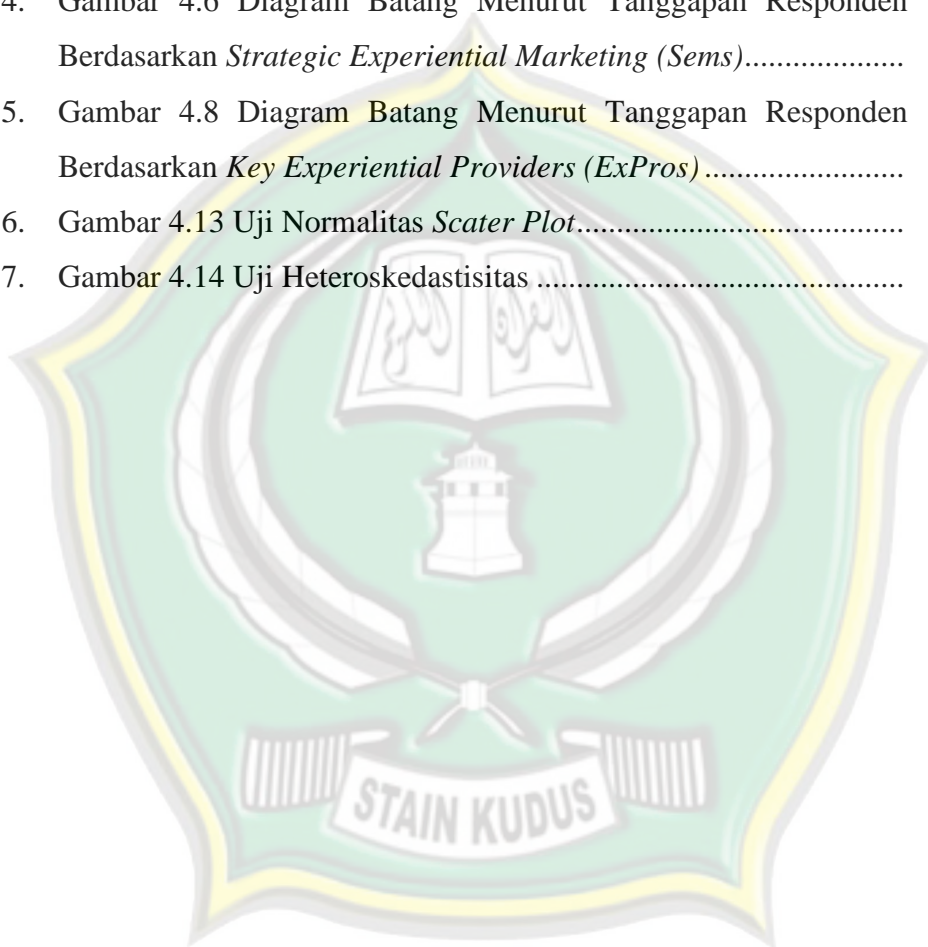 4. Gambar 4.6 Diagram Batang Menurut Tanggapan Responden
Berdasarkan Strategic Experiential Marketing (Sems)....................
5. Gambar 4.8 Diagram Batang Menurut Tanggapan Responden
Berdasarkan Key Experiential Providers (ExPros).........................
6. Gambar 4.13 Uji Normalitas Scater Plot.........................................
7. Gambar 4.14 Uji Heteroskedastisitas ..............................................
STAIN KUDUS